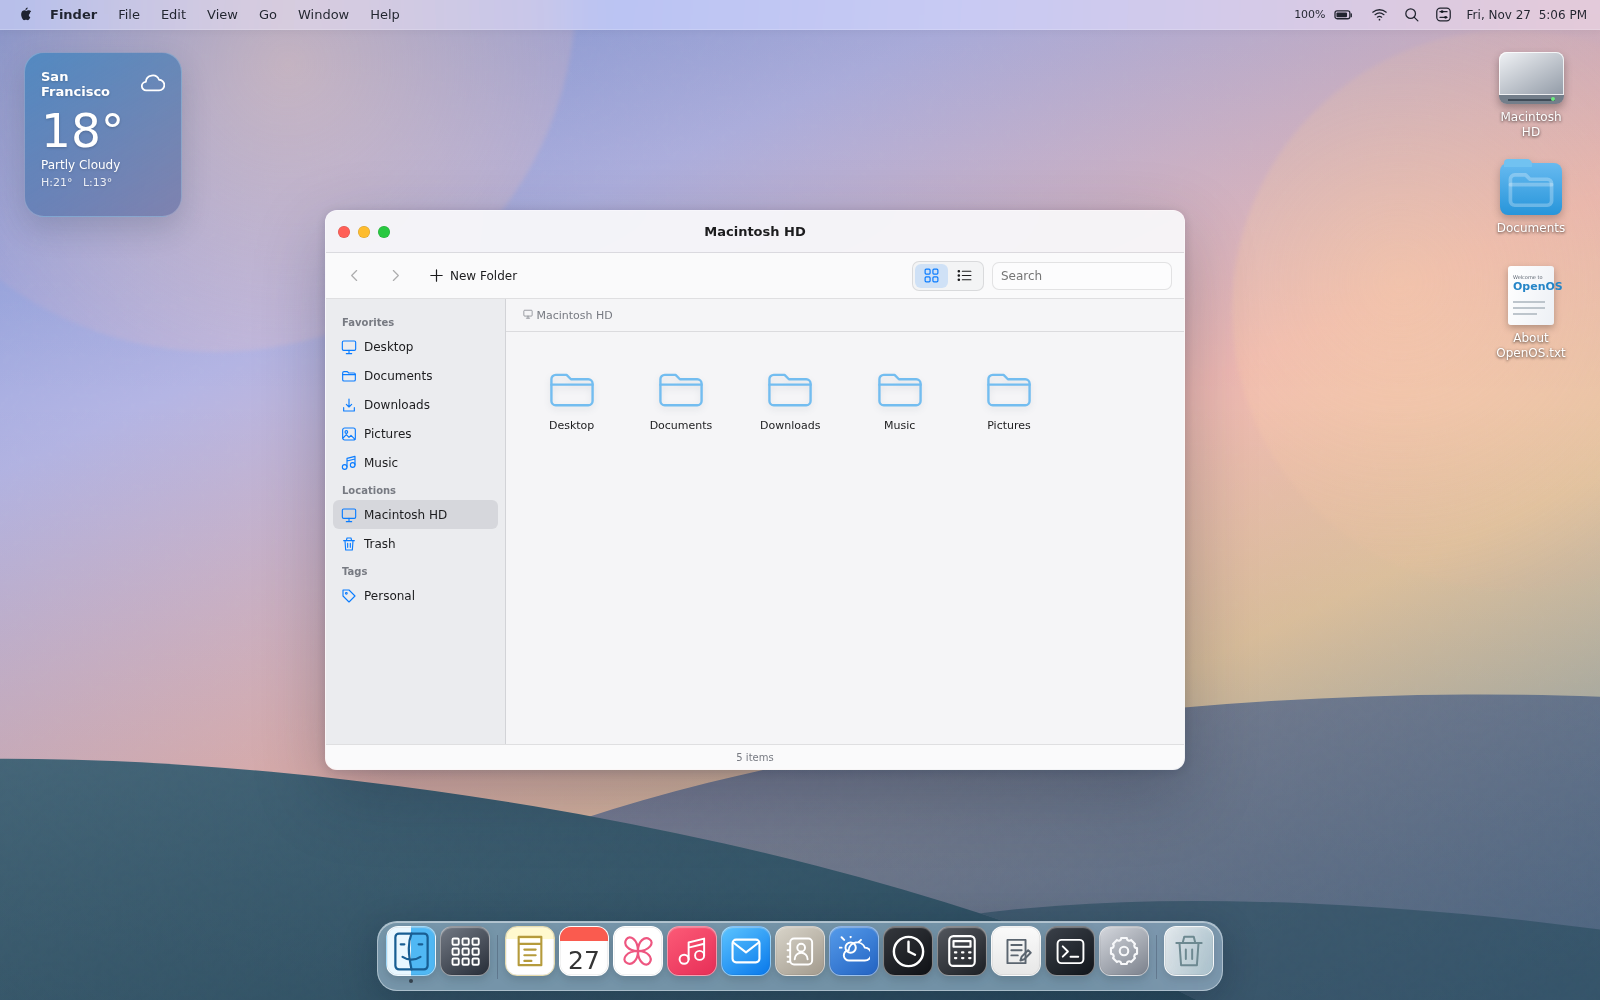 Finder File Edit View Go Window Help
100% Fri, Nov 27 5:06 PM
San
Francisco
18°
Partly Cloudy
H:21° L:13°
Macintosh
HD
Documents
Welcome to
OpenOS
About
OpenOS.txt
Macintosh HD
New Folder
Search
Favorites
Desktop
Documents
Downloads
Pictures
Music
Locations
Macintosh HD
Trash
Tags
Personal
Macintosh HD
Desktop Documents Downloads Music Pictures
5 items
27